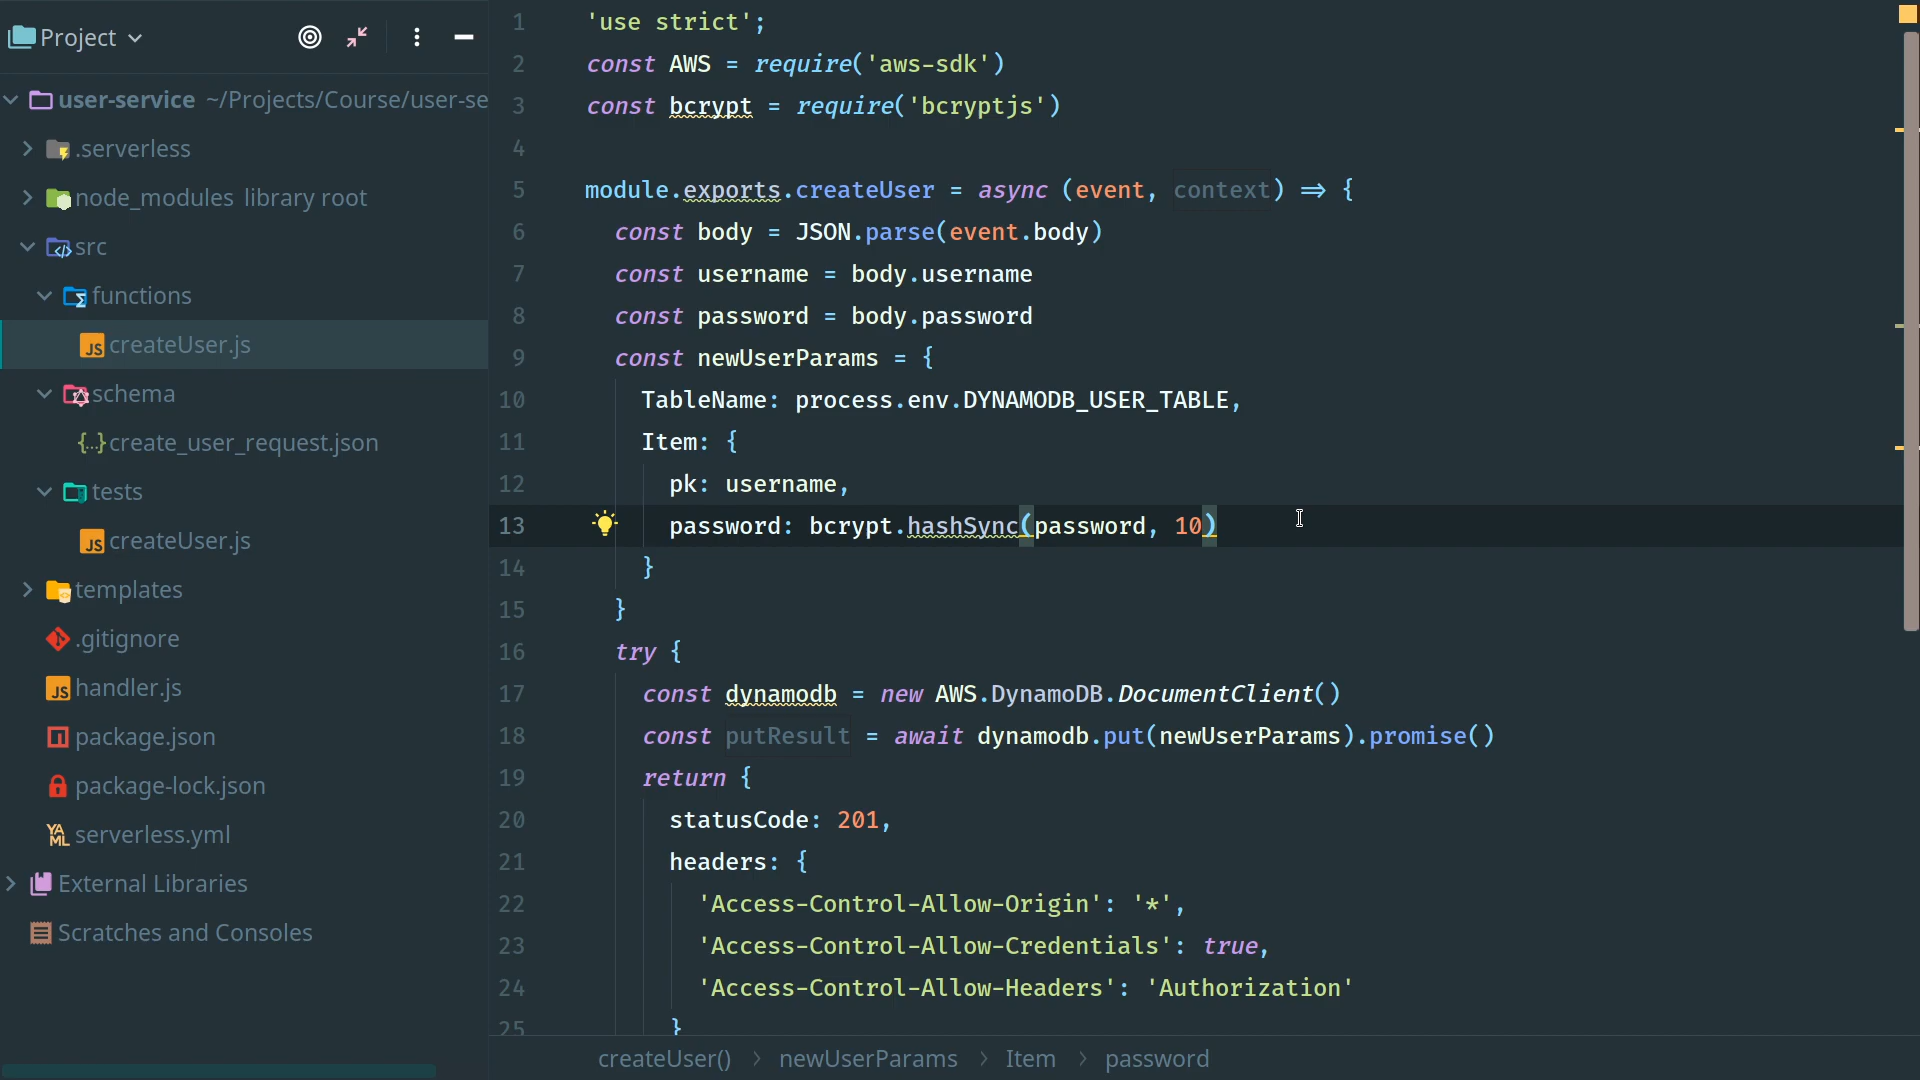 Project
user-service ~/Projects/Course/user-se
.serverless
node_modules library root
src
functions
createUser.js
schema
create_user_request.json
tests
createUser.js
templates
.gitignore
handler.js
package.json
package-lock.json
serverless.yml
External Libraries
Scratches and Consoles
1 'use strict';
2 const AWS = require('aws-sdk')
3 const bcrypt = require('bcryptjs')
4
5 module.exports.createUser = async (event, context) ⇒ {
6 const body = JSON.parse(event.body)
7 const username = body.username
8 const password = body.password
9 const newUserParams = {
10 TableName: process.env.DYNAMODB_USER_TABLE,
11 Item: {
12 pk: username,
13 password: bcrypt.hashSync(password, 10)
14 }
15 }
16 try {
17 const dynamodb = new AWS.DynamoDB.DocumentClient()
18 const putResult = await dynamodb.put(newUserParams).promise()
19 return {
20 statusCode: 201,
21 headers: {
22 'Access-Control-Allow-Origin': '*',
23 'Access-Control-Allow-Credentials': true,
24 'Access-Control-Allow-Headers': 'Authorization'
25 }
createUser() > newUserParams > Item > password